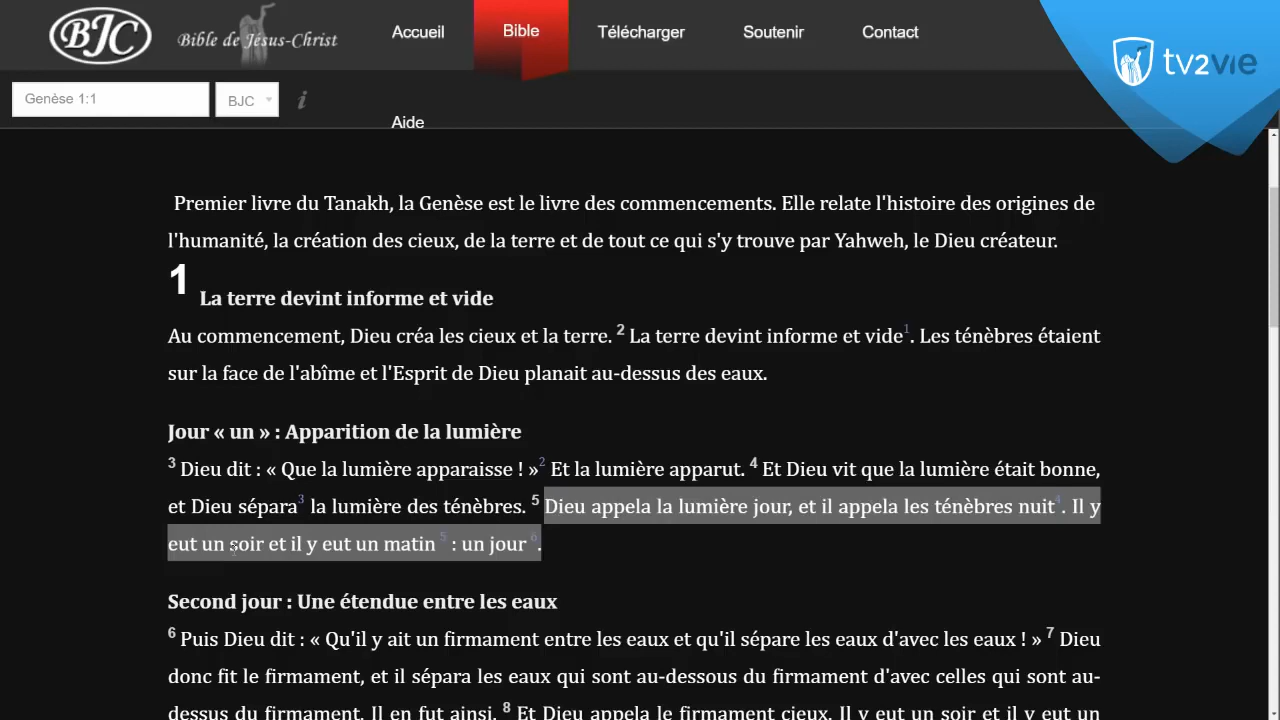 BJC Bible de Jésus-Christ Accueil Bible Télécharger Soutenir Contact tv2vie
Genèse 1:1 BJC i
Aide
Premier livre du Tanakh, la Genèse est le livre des commencements. Elle relate l'histoire des origines de
l'humanité, la création des cieux, de la terre et de tout ce qui s'y trouve par Yahweh, le Dieu créateur.
1 La terre devint informe et vide
Au commencement, Dieu créa les cieux et la terre. 2 La terre devint informe et vide1. Les ténèbres étaient
sur la face de l'abîme et l'Esprit de Dieu planait au-dessus des eaux.
Jour « un » : Apparition de la lumière
3 Dieu dit : « Que la lumière apparaisse ! »2 Et la lumière apparut. 4 Et Dieu vit que la lumière était bonne,
et Dieu sépara3 la lumière des ténèbres. 5 Dieu appela la lumière jour, et il appela les ténèbres nuit4. Il y
eut un soir et il y eut un matin 5 : un jour 6.
Second jour : Une étendue entre les eaux
6 Puis Dieu dit : « Qu'il y ait un firmament entre les eaux et qu'il sépare les eaux d'avec les eaux ! » 7 Dieu
donc fit le firmament, et il sépara les eaux qui sont au-dessous du firmament d'avec celles qui sont au-
dessus du firmament. Il en fut ainsi. 8 Et Dieu appela le firmament cieux. Il y eut un soir et il y eut un